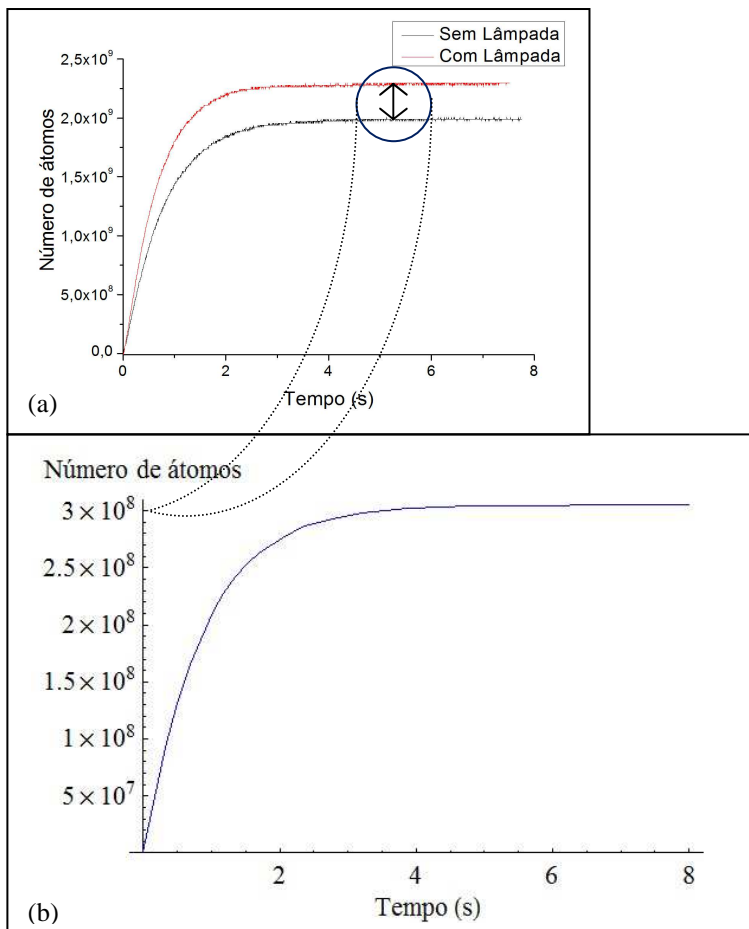 Sem Lâmpada
Com Lâmpada
Número de átomos
2,5x10⁹
2,0x10⁹
1,5x10⁹
1,0x10⁹
5,0x10⁸
0,0
0 2 4 6 8
Tempo (s)
(a)
Número de átomos
3 × 10⁸
2.5 × 10⁸
2 × 10⁸
1.5 × 10⁸
1 × 10⁸
5 × 10⁷
2 4 6 8
Tempo (s)
(b)